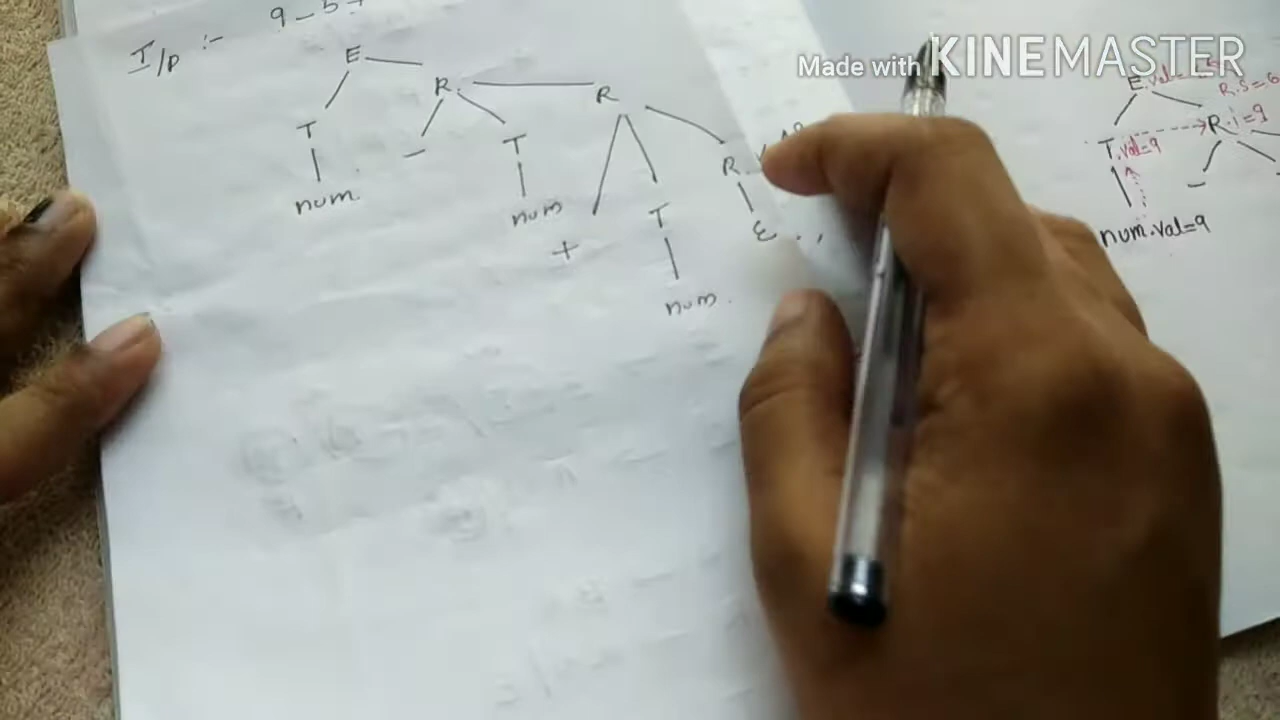 I/P :- 9-5+
Made with KINEMASTER
E
R.
R
T
-
T
R
num.
num
+
T
ε.
num.
E.val=
R.s=6
T.val=9
R.i=9
-
num.val=9